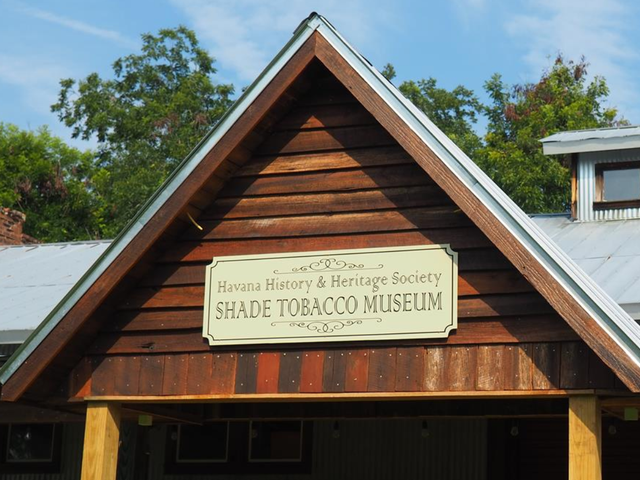 Havana History & Heritage Society
SHADE TOBACCO MUSEUM